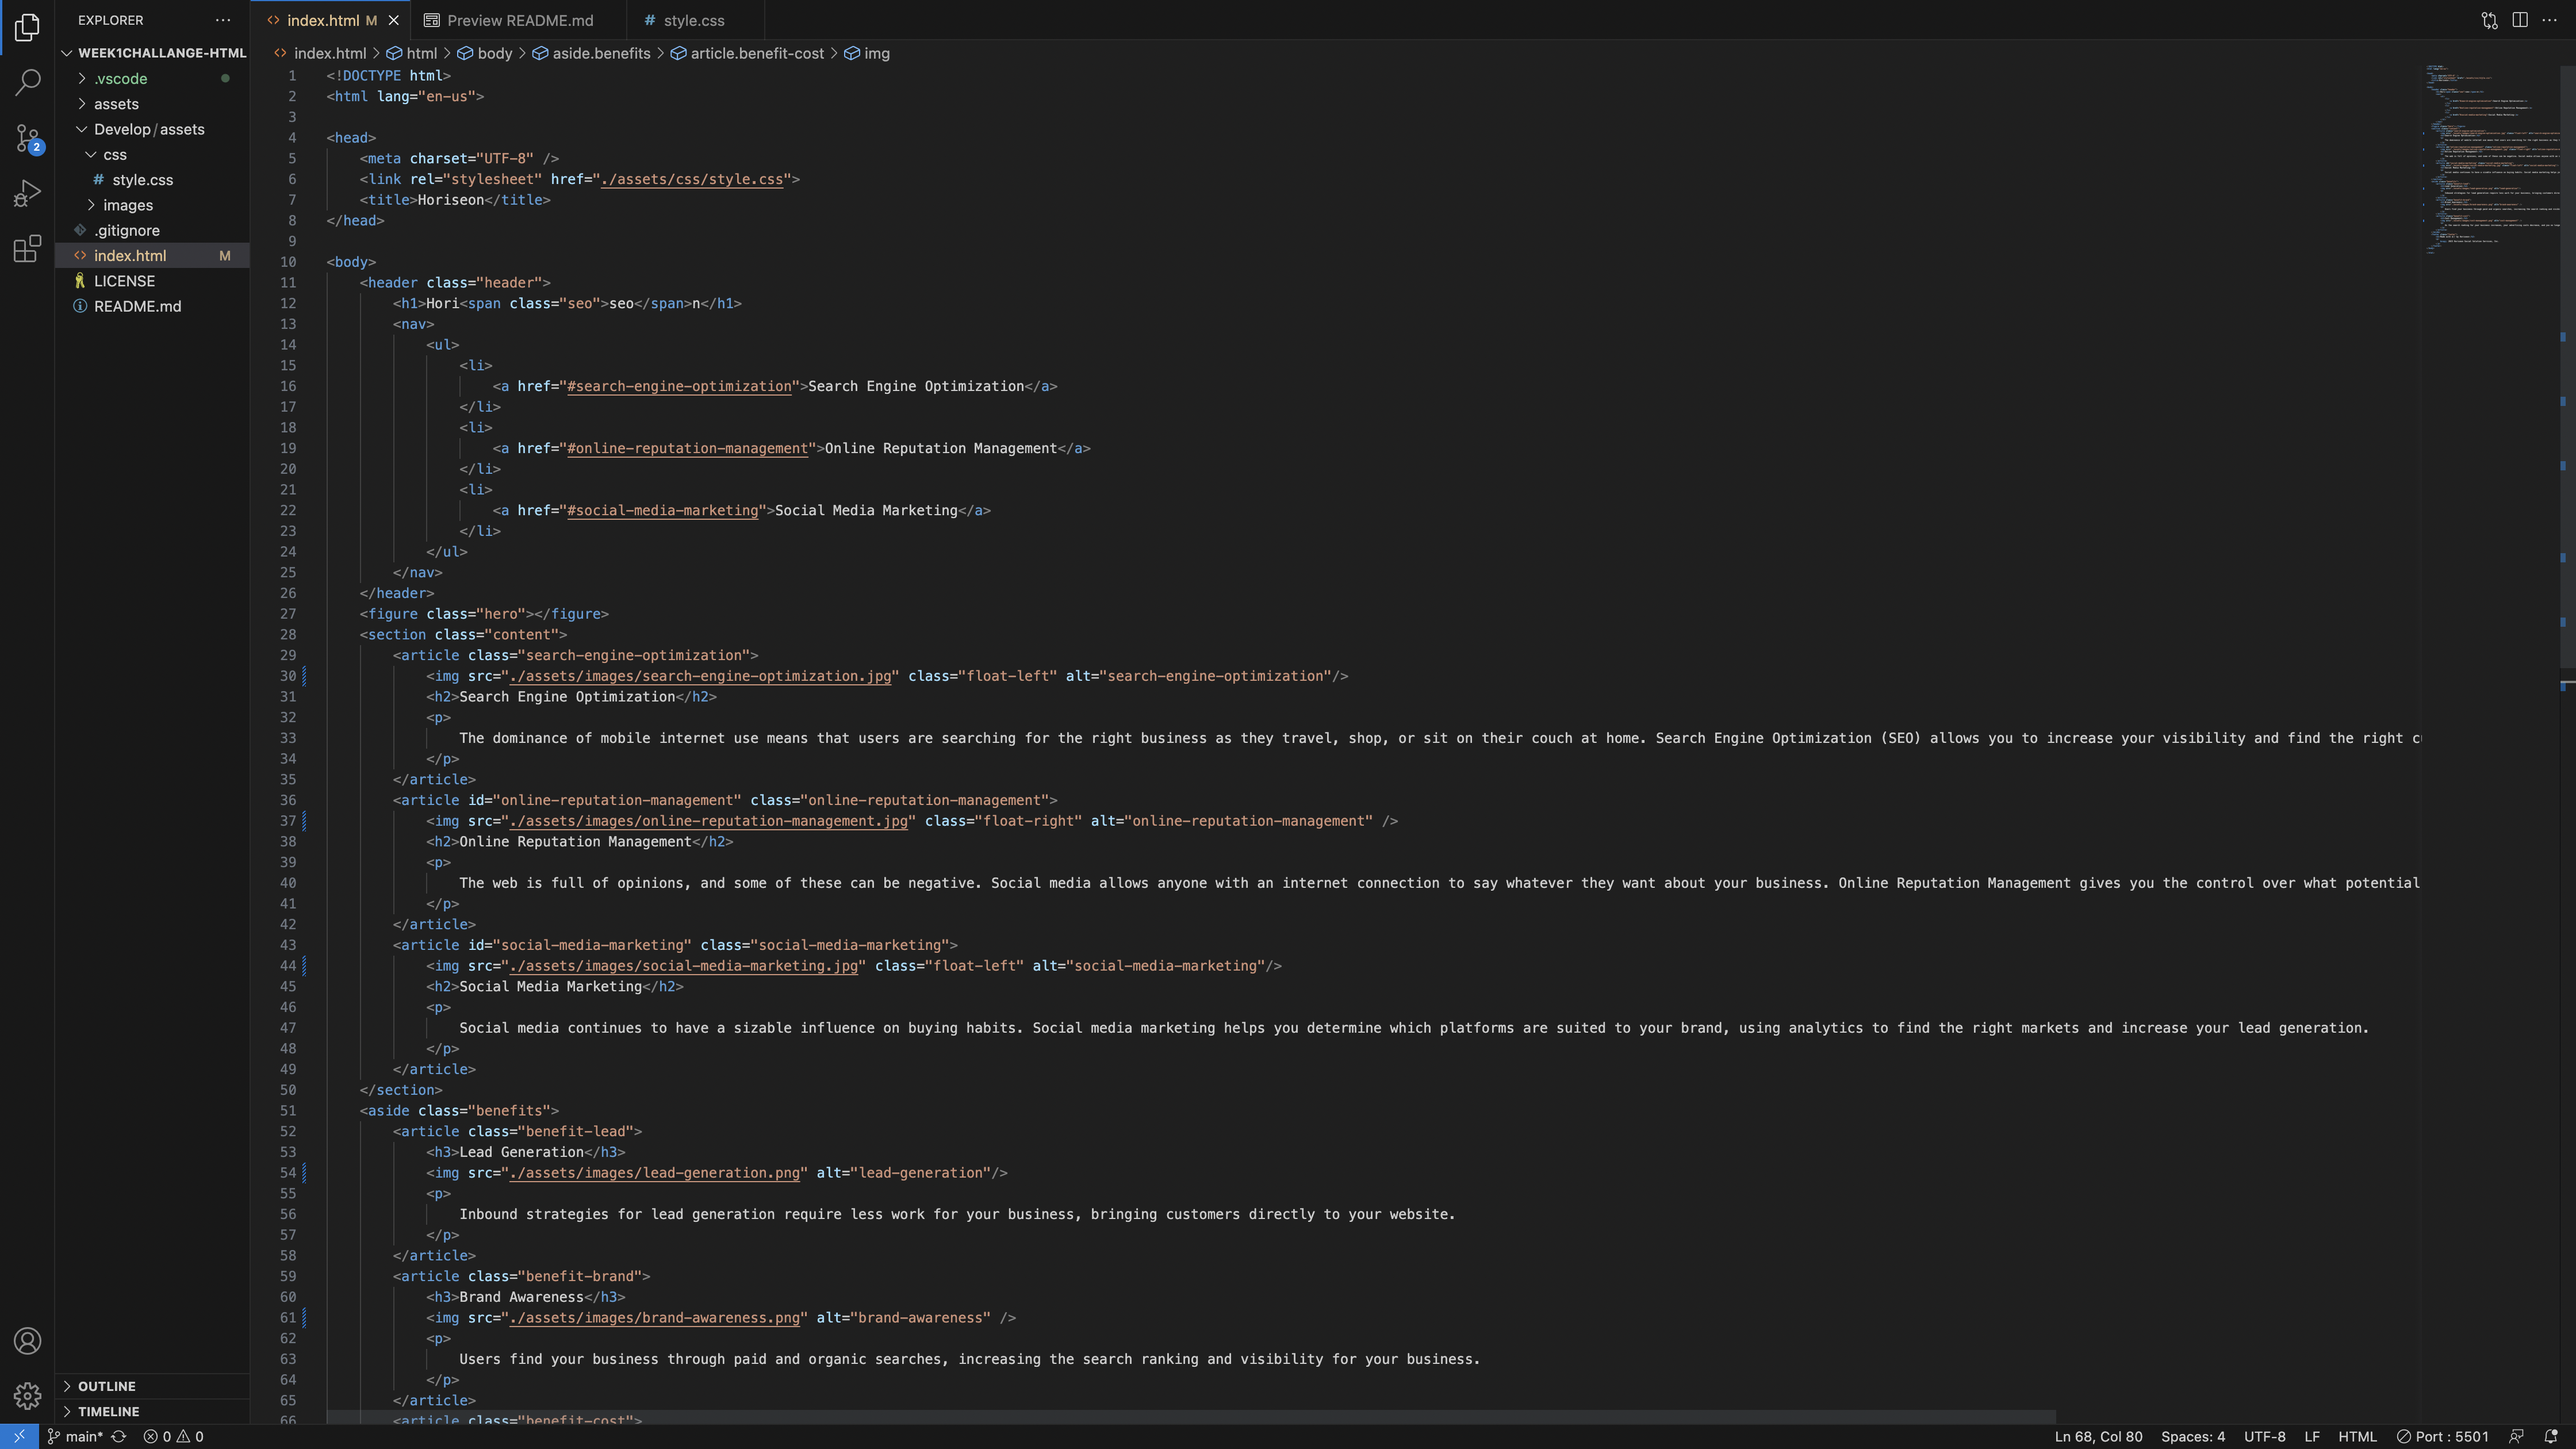 EXPLORER
WEEK1CHALLANGE-HTML
.vscode
assets
Develop/assets
css
# style.css
images
.gitignore
<> index.html M
LICENSE
README.md
OUTLINE
TIMELINE
2
<> index.html M
Preview README.md
# style.css
<> index.html > html > body > aside.benefits > article.benefit-cost > img
1 <!DOCTYPE html>
2 <html lang="en-us">
3
4 <head>
5 <meta charset="UTF-8" />
6 <link rel="stylesheet" href="./assets/css/style.css">
7 <title>Horiseon</title>
8 </head>
9
10 <body>
11 <header class="header">
12 <h1>Hori<span class="seo">seo</span>n</h1>
13 <nav>
14 <ul>
15 <li>
16 <a href="#search-engine-optimization">Search Engine Optimization</a>
17 </li>
18 <li>
19 <a href="#online-reputation-management">Online Reputation Management</a>
20 </li>
21 <li>
22 <a href="#social-media-marketing">Social Media Marketing</a>
23 </li>
24 </ul>
25 </nav>
26 </header>
27 <figure class="hero"></figure>
28 <section class="content">
29 <article class="search-engine-optimization">
30 <img src="./assets/images/search-engine-optimization.jpg" class="float-left" alt="search-engine-optimization"/>
31 <h2>Search Engine Optimization</h2>
32 <p>
33 The dominance of mobile internet use means that users are searching for the right business as they travel, shop, or sit on their couch at home. Search Engine Optimization (SEO) allows you to increase your visibility and find the right
34 </p>
35 </article>
36 <article id="online-reputation-management" class="online-reputation-management">
37 <img src="./assets/images/online-reputation-management.jpg" class="float-right" alt="online-reputation-management" />
38 <h2>Online Reputation Management</h2>
39 <p>
40 The web is full of opinions, and some of these can be negative. Social media allows anyone with an internet connection to say whatever they want about your business. Online Reputation Management gives you the control over what potential
41 </p>
42 </article>
43 <article id="social-media-marketing" class="social-media-marketing">
44 <img src="./assets/images/social-media-marketing.jpg" class="float-left" alt="social-media-marketing"/>
45 <h2>Social Media Marketing</h2>
46 <p>
47 Social media continues to have a sizable influence on buying habits. Social media marketing helps you determine which platforms are suited to your brand, using analytics to find the right markets and increase your lead generation.
48 </p>
49 </article>
50 </section>
51 <aside class="benefits">
52 <article class="benefit-lead">
53 <h3>Lead Generation</h3>
54 <img src="./assets/images/lead-generation.png" alt="lead-generation"/>
55 <p>
56 Inbound strategies for lead generation require less work for your business, bringing customers directly to your website.
57 </p>
58 </article>
59 <article class="benefit-brand">
60 <h3>Brand Awareness</h3>
61 <img src="./assets/images/brand-awareness.png" alt="brand-awareness" />
62 <p>
63 Users find your business through paid and organic searches, increasing the search ranking and visibility for your business.
64 </p>
65 </article>
66 <article class="benefit-cost">
main* 0 0 Ln 68, Col 80 Spaces: 4 UTF-8 LF HTML Port : 5501